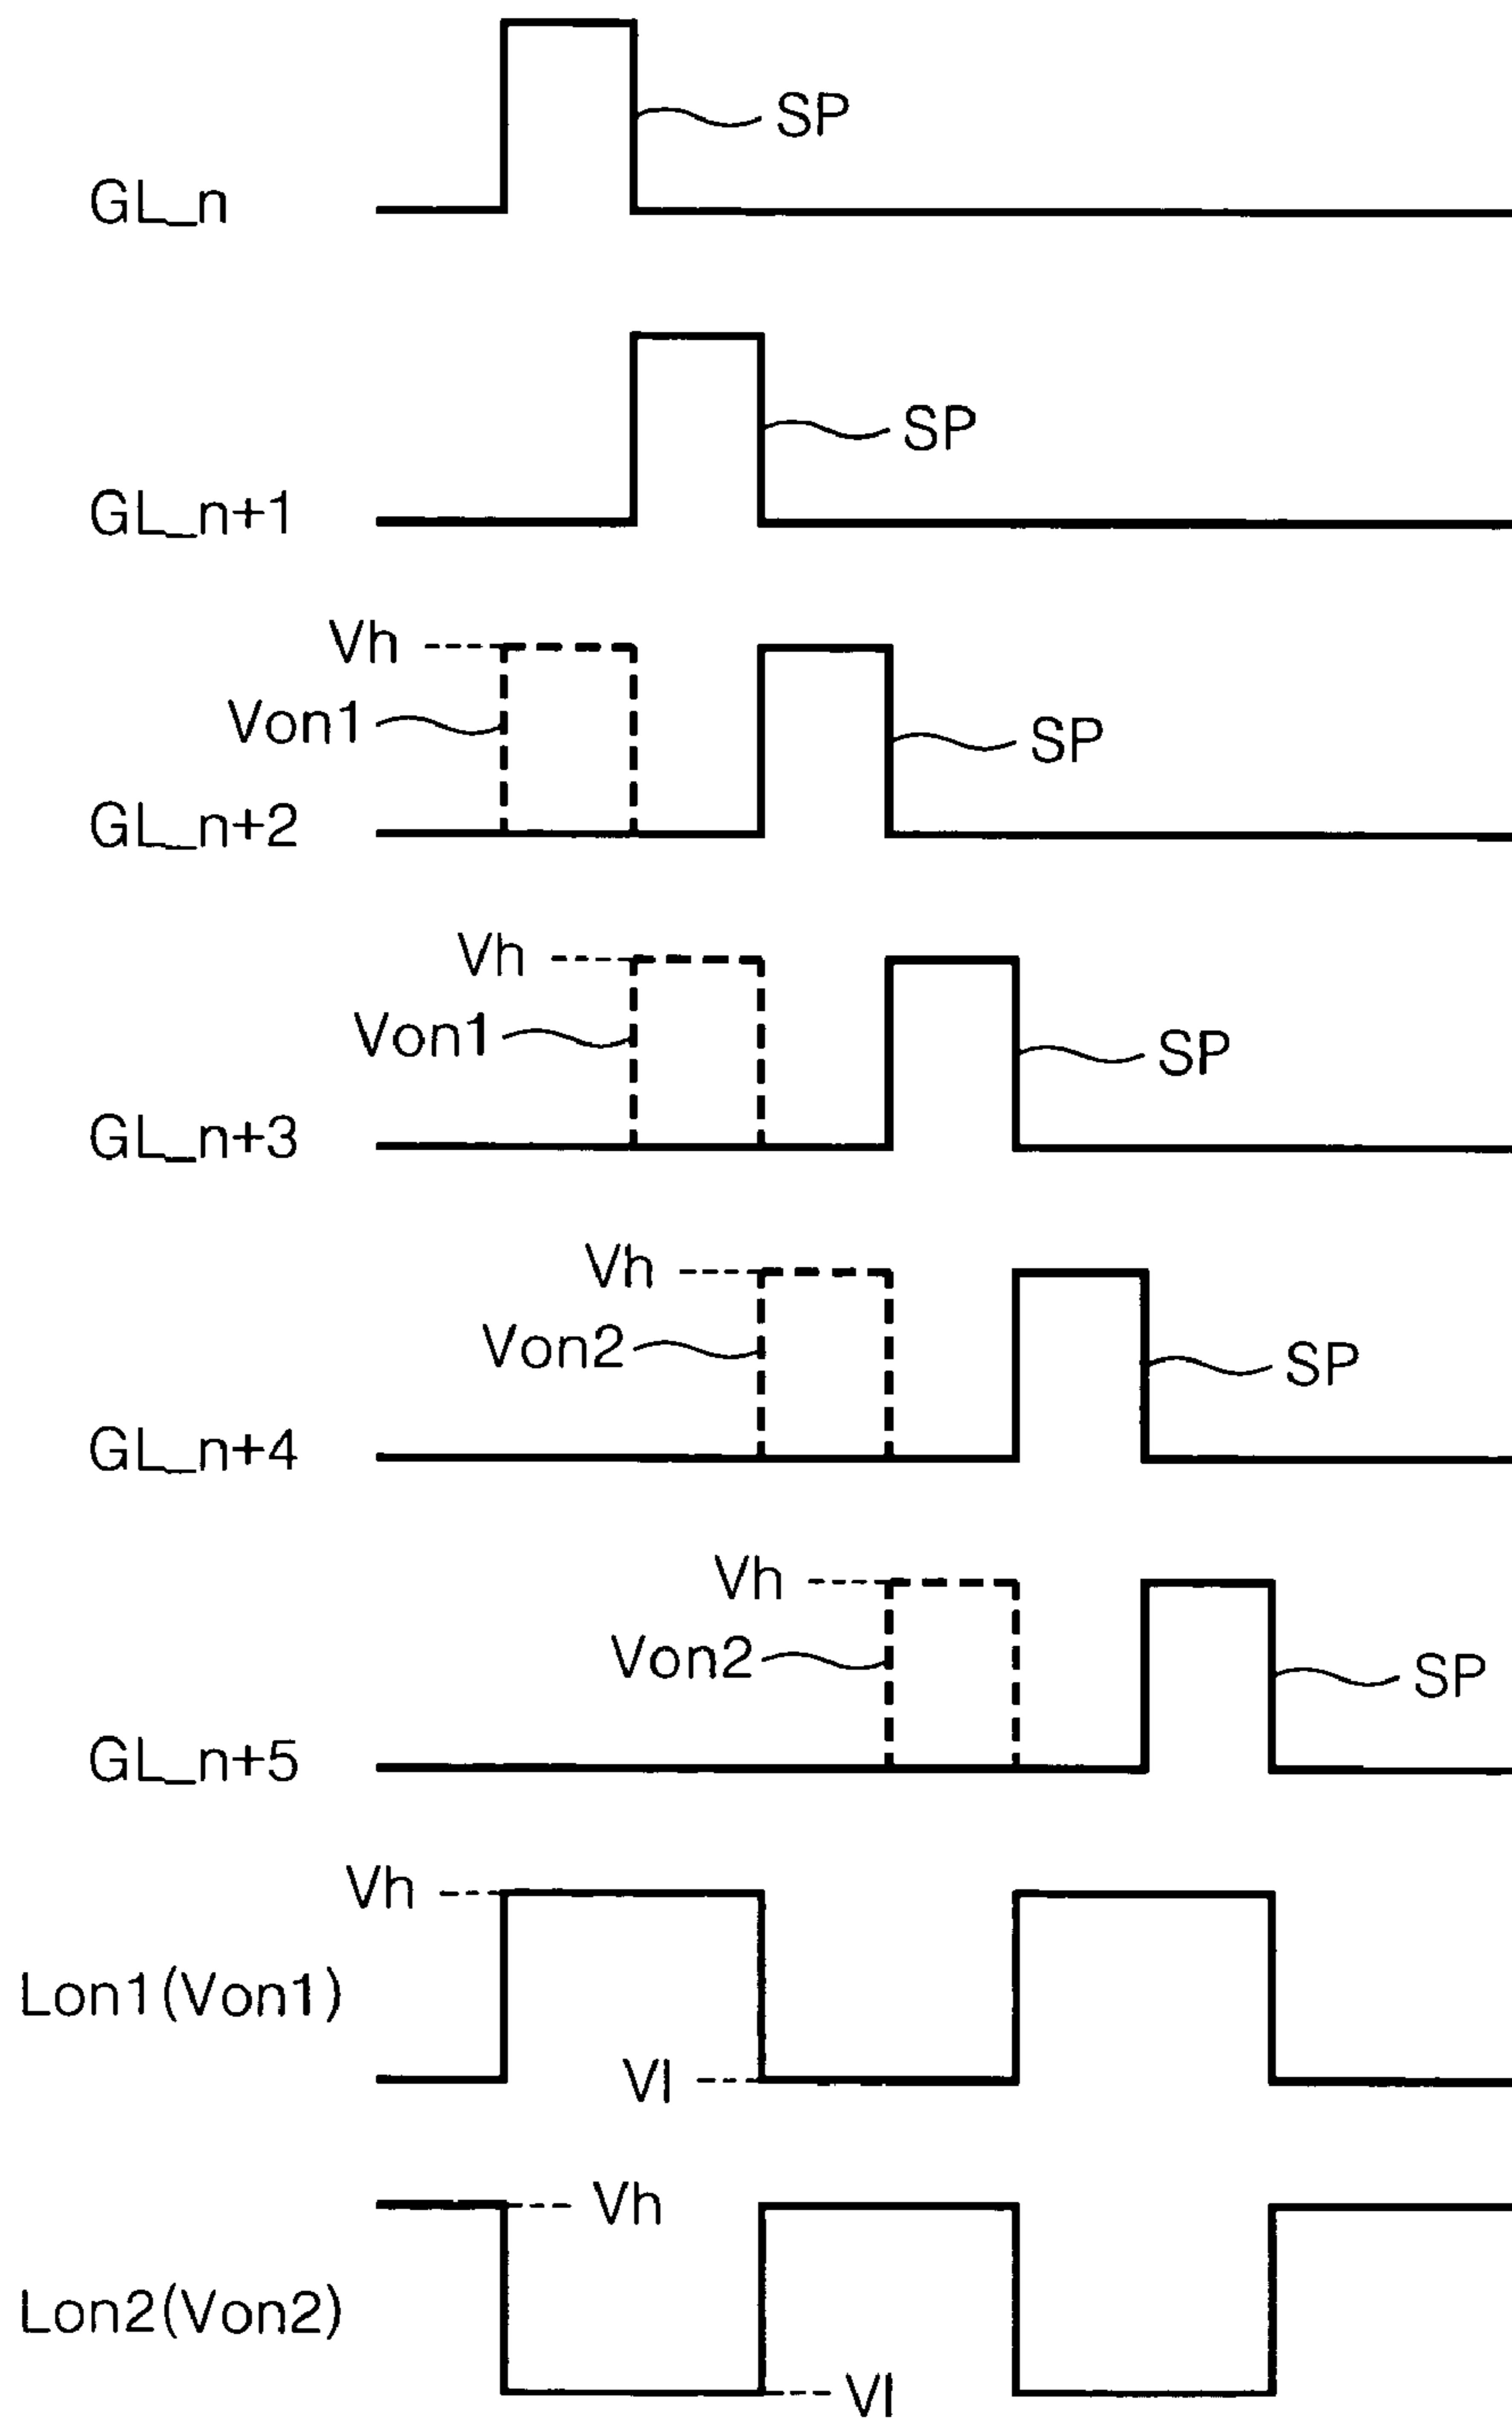 SP
GL_n
SP
GL_n+1
Vh
Von1
SP
GL_n+2
Vh
Von1
SP
GL_n+3
Vh
Von2
SP
GL_n+4
Vh
Von2
SP
GL_n+5
Vh
Lon1(Von1)
Vl
Vh
Lon2(Von2)
Vl